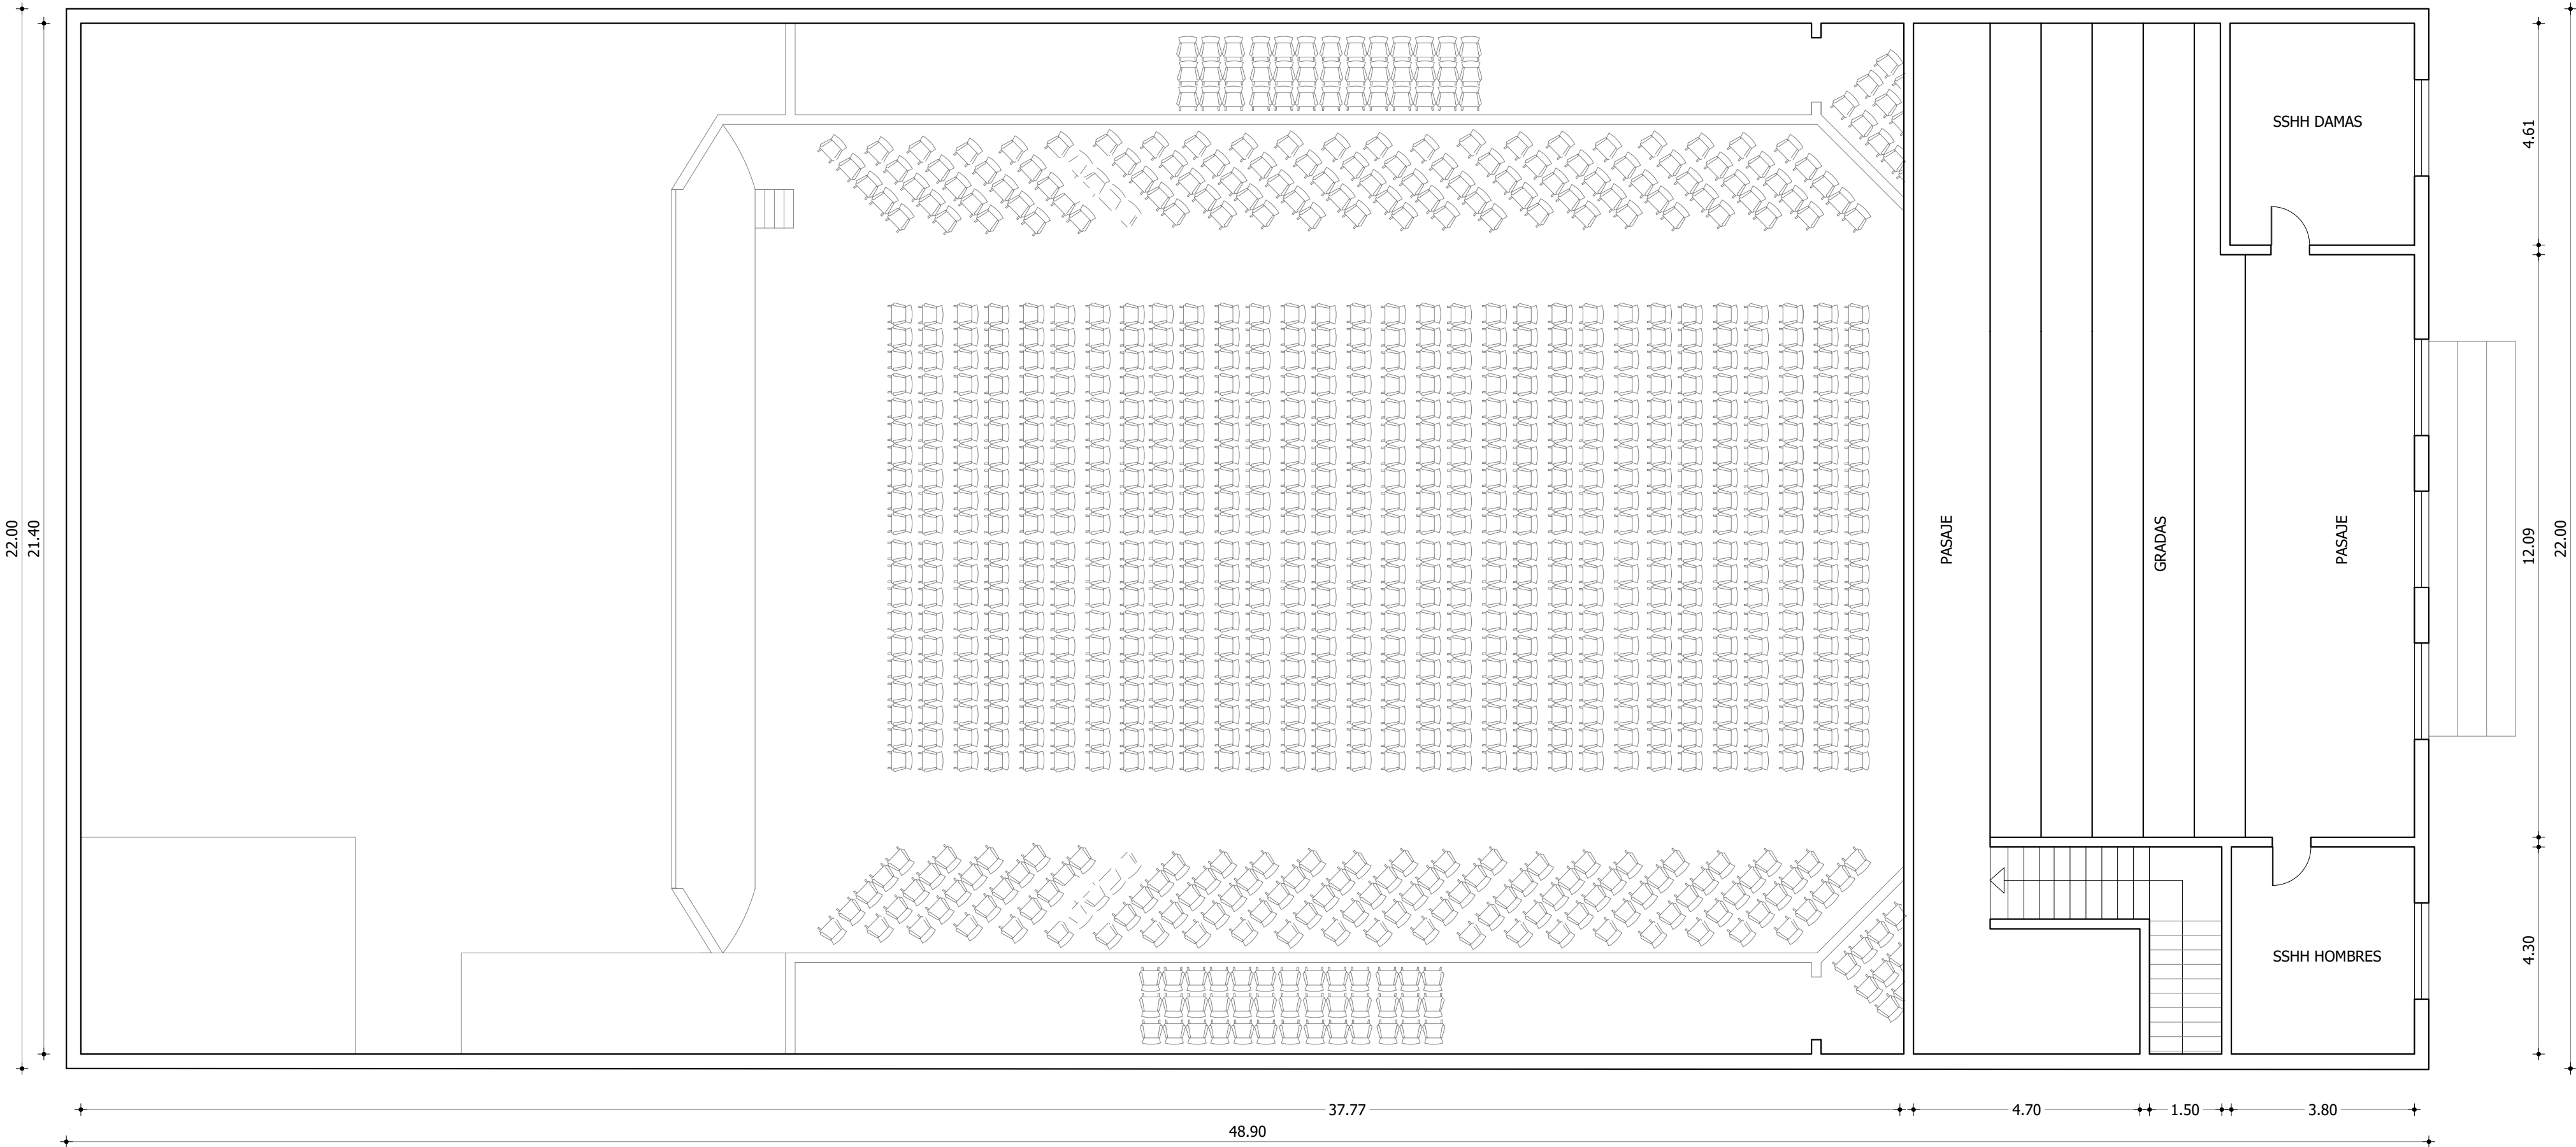 SSHH DAMAS
4.61
22.00
21.40
PASAJE
GRADAS
PASAJE
12.09
22.00
SSHH HOMBRES
4.30
37.77
4.70
1.50
3.80
48.90